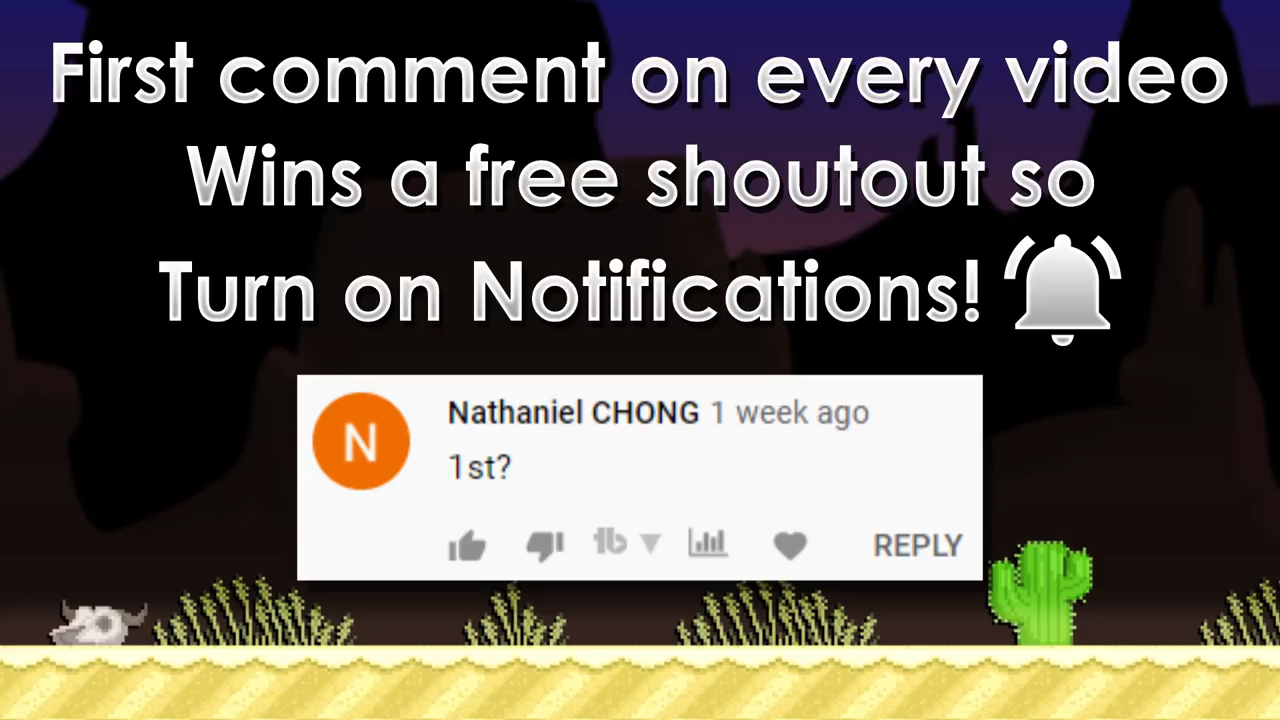 First comment on every video
Wins a free shoutout so
Turn on Notifications!
N
Nathaniel CHONG 1 week ago
1st?
tb
REPLY